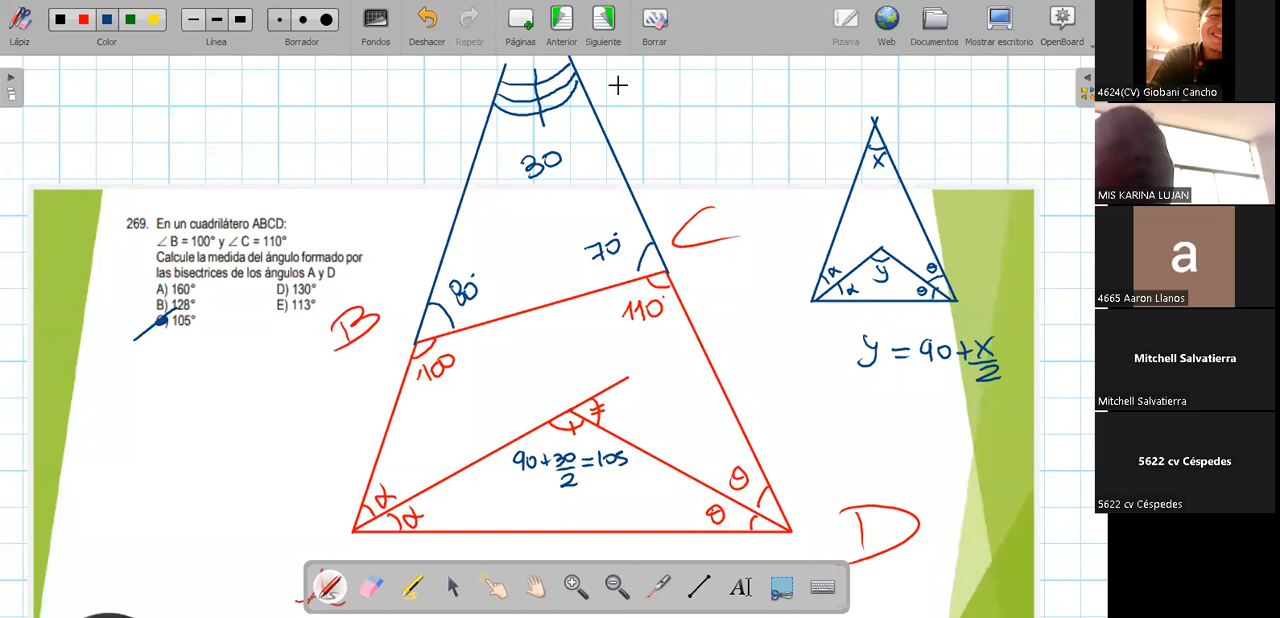 Lápiz
Color
Línea
Borrador
Fondos
Deshacer
Repetir
Páginas
Anterior
Siguiente
Borrar
Pizarra
Web
Documentos
Mostrar escritorio
OpenBoard
4624(CV) Giobani Cancho
MIS KARINA LUJAN
a
4665 Aaron Llanos
Mitchell Salvatierra
Mitchell Salvatierra
5622 cv Céspedes
5622 cv Céspedes
269. En un cuadrilátero ABCD:
∠B = 100° y ∠C = 110°
Calcule la medida del ángulo formado por
las bisectrices de los ángulos A y D
A) 160° D) 130°
B) 128° E) 113°
105°
30
70°
C
80°
B
110°
100
x
90+30/2=105
α
α
θ
θ
D
x
y
α
α
θ
θ
y = 90+x/2
AI